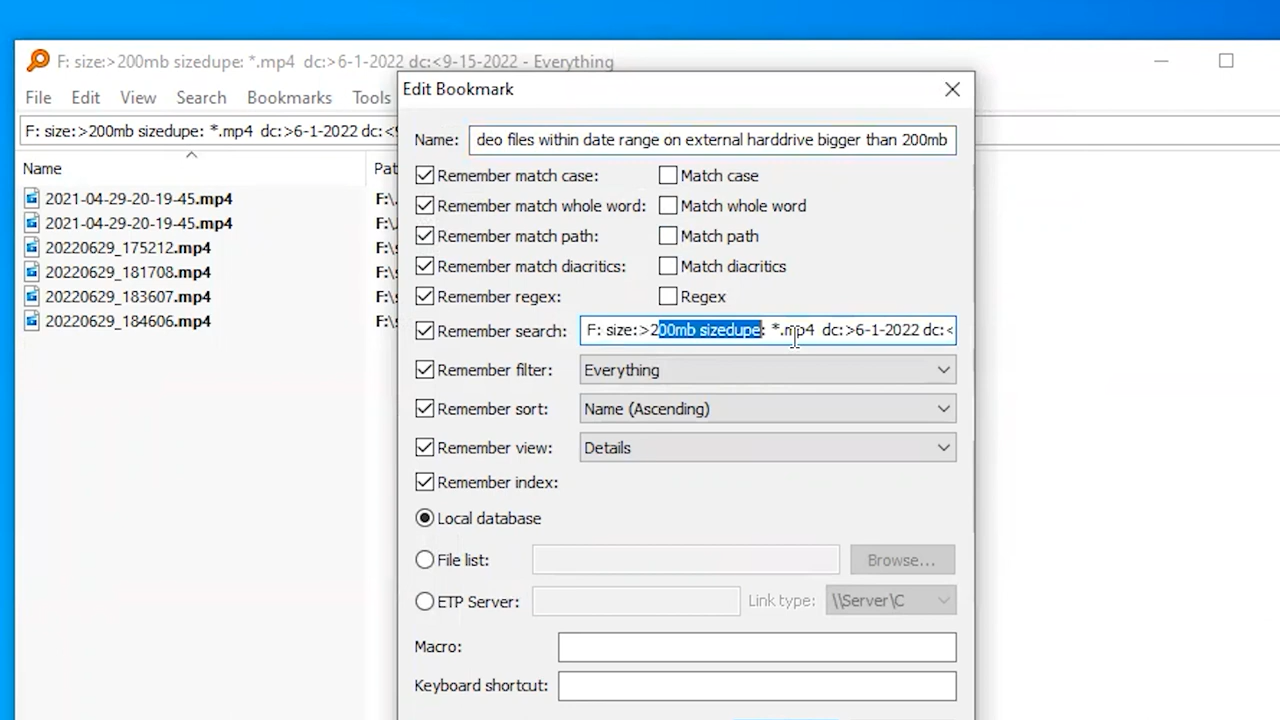 F: size:>200mb sizedupe: *.mp4  dc:>6-1-2022 dc:<9-15-2022 - Everything
File Edit View Search Bookmarks Tools
F: size:>200mb sizedupe: *.mp4  dc:>6-1-2022 dc:<9
Name
2021-04-29-20-19-45.mp4 F:\
2021-04-29-20-19-45.mp4 F:\
20220629_175212.mp4 F:\
20220629_181708.mp4 F:\
20220629_183607.mp4 F:\
20220629_184606.mp4 F:\
Edit Bookmark
Name: deo files within date range on external harddrive bigger than 200mb
Remember match case: Match case
Remember match whole word: Match whole word
Remember match path: Match path
Remember match diacritics: Match diacritics
Remember regex: Regex
Remember search: F: size:>200mb sizedupe: *.mp4  dc:>6-1-2022 dc:<
Remember filter: Everything
Remember sort: Name (Ascending)
Remember view: Details
Remember index:
Local database
File list: Browse...
ETP Server: Link type: \\Server\C
Macro:
Keyboard shortcut: